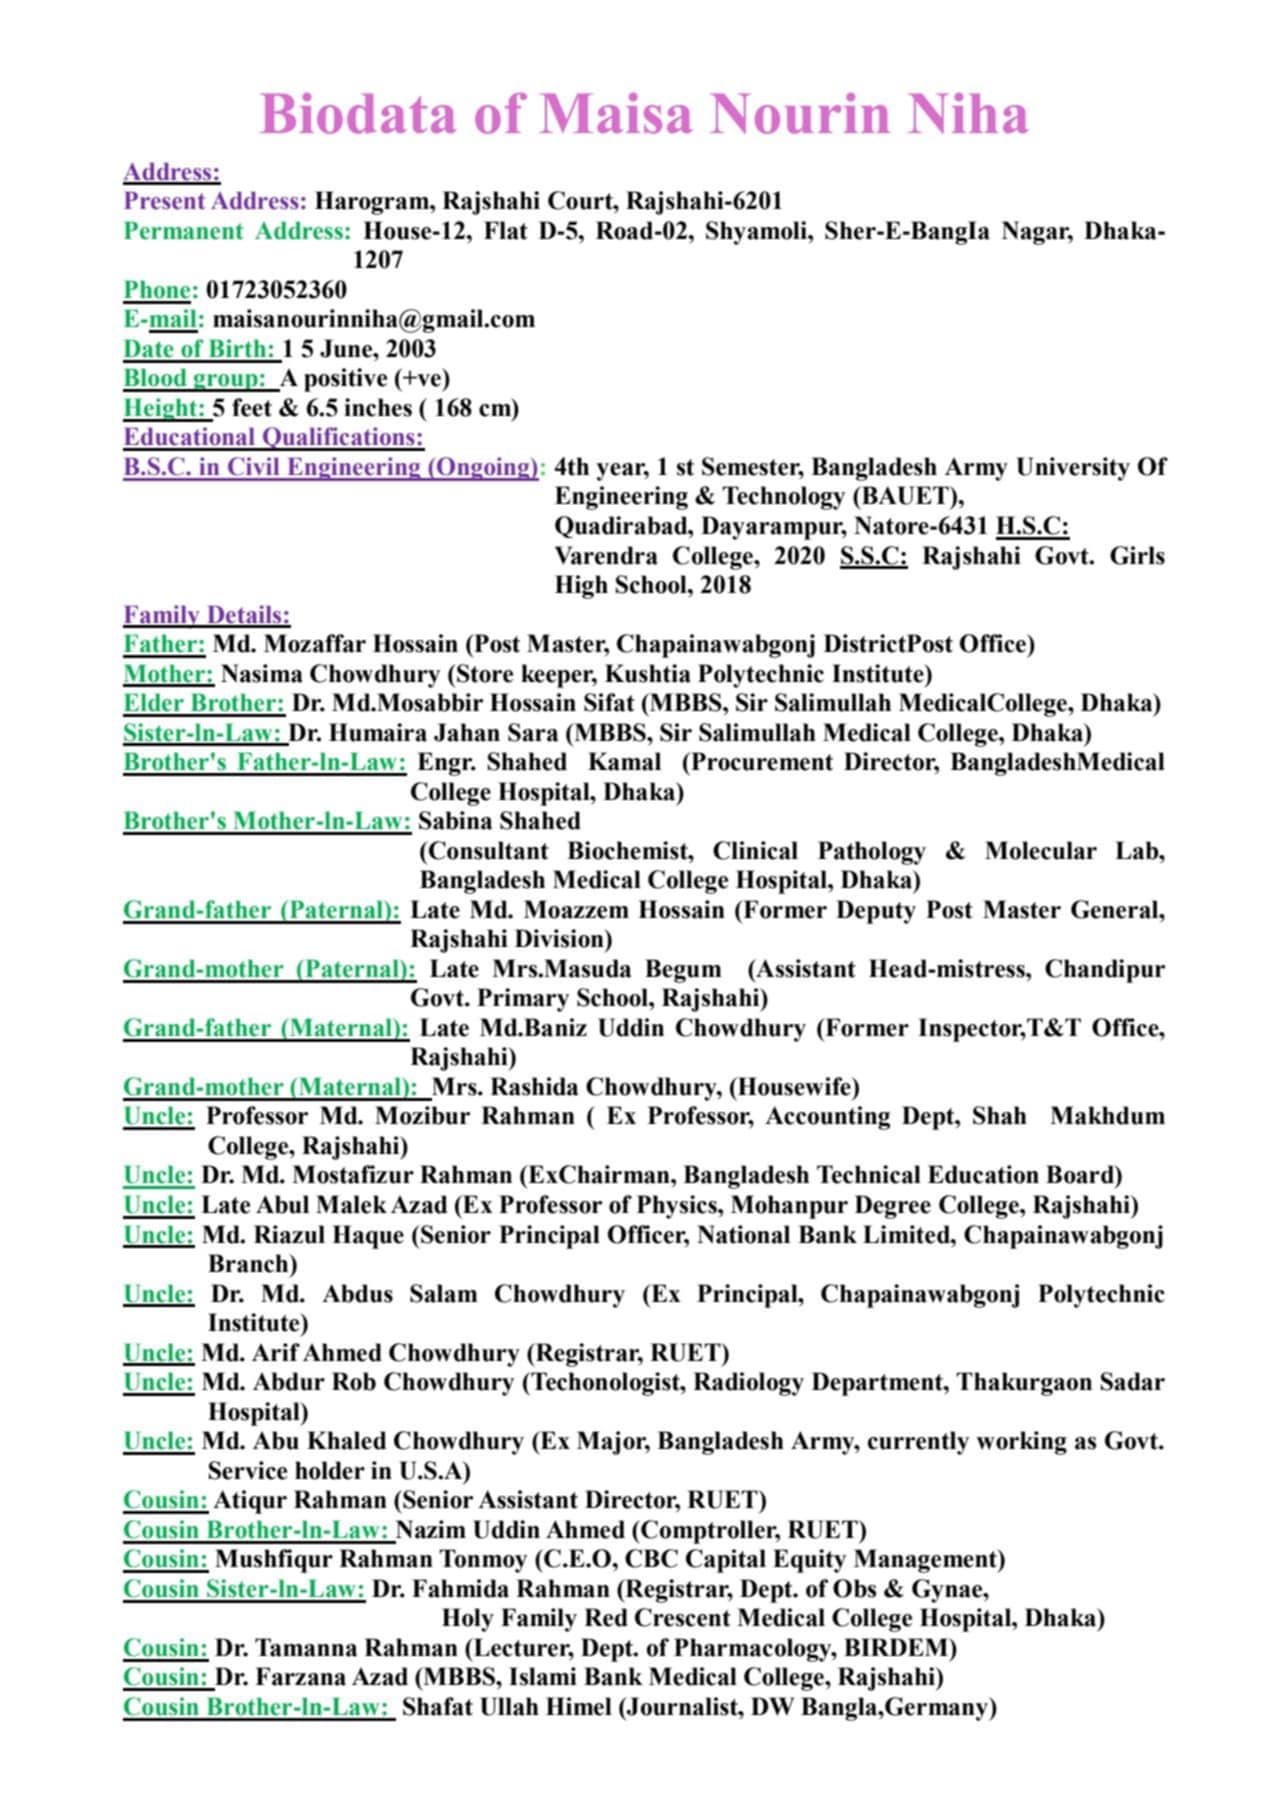 Biodata of Maisa Nourin Niha
Address:
Present Address: Harogram, Rajshahi Court, Rajshahi-6201
Permanent Address: House-12, Flat D-5, Road-02, Shyamoli, Sher-E-BangIa Nagar, Dhaka-
1207
Phone: 01723052360
E-mail: maisanourinniha@gmail.com
Date of Birth: 1 5 June, 2003
Blood group: A positive (+ve)
Height: 5 feet & 6.5 inches ( 168 cm)
Educational Qualifications:
B.S.C. in Civil Engineering (Ongoing): 4th year, 1 st Semester, Bangladesh Army University Of
Engineering & Technology (BAUET),
Quadirabad, Dayarampur, Natore-6431 H.S.C:
Varendra College, 2020 S.S.C: Rajshahi Govt. Girls
High School, 2018
Family Details:
Father: Md. Mozaffar Hossain (Post Master, Chapainawabgonj DistrictPost Office)
Mother: Nasima Chowdhury (Store keeper, Kushtia Polytechnic Institute)
Elder Brother: Dr. Md.Mosabbir Hossain Sifat (MBBS, Sir Salimullah MedicalCollege, Dhaka)
Sister-ln-Law: Dr. Humaira Jahan Sara (MBBS, Sir Salimullah Medical College, Dhaka)
Brother's Father-ln-Law: Engr. Shahed Kamal (Procurement Director, BangladeshMedical
College Hospital, Dhaka)
Brother's Mother-ln-Law: Sabina Shahed
(Consultant Biochemist, Clinical Pathology & Molecular Lab,
Bangladesh Medical College Hospital, Dhaka)
Grand-father (Paternal): Late Md. Moazzem Hossain (Former Deputy Post Master General,
Rajshahi Division)
Grand-mother (Paternal): Late Mrs.Masuda Begum (Assistant Head-mistress, Chandipur
Govt. Primary School, Rajshahi)
Grand-father (Maternal): Late Md.Baniz Uddin Chowdhury (Former Inspector,T&T Office,
Rajshahi)
Grand-mother (Maternal): Mrs. Rashida Chowdhury, (Housewife)
Uncle: Professor Md. Mozibur Rahman ( Ex Professor, Accounting Dept, Shah Makhdum
College, Rajshahi)
Uncle: Dr. Md. Mostafizur Rahman (ExChairman, Bangladesh Technical Education Board)
Uncle: Late Abul Malek Azad (Ex Professor of Physics, Mohanpur Degree College, Rajshahi)
Uncle: Md. Riazul Haque (Senior Principal Officer, National Bank Limited, Chapainawabgonj
Branch)
Uncle: Dr. Md. Abdus Salam Chowdhury (Ex Principal, Chapainawabgonj Polytechnic
Institute)
Uncle: Md. Arif Ahmed Chowdhury (Registrar, RUET)
Uncle: Md. Abdur Rob Chowdhury (Techonologist, Radiology Department, Thakurgaon Sadar
Hospital)
Uncle: Md. Abu Khaled Chowdhury (Ex Major, Bangladesh Army, currently working as Govt.
Service holder in U.S.A)
Cousin: Atiqur Rahman (Senior Assistant Director, RUET)
Cousin Brother-ln-Law: Nazim Uddin Ahmed (Comptroller, RUET)
Cousin: Mushfiqur Rahman Tonmoy (C.E.O, CBC Capital Equity Management)
Cousin Sister-ln-Law: Dr. Fahmida Rahman (Registrar, Dept. of Obs & Gynae,
Holy Family Red Crescent Medical College Hospital, Dhaka)
Cousin: Dr. Tamanna Rahman (Lecturer, Dept. of Pharmacology, BIRDEM)
Cousin: Dr. Farzana Azad (MBBS, Islami Bank Medical College, Rajshahi)
Cousin Brother-ln-Law: Shafat Ullah Himel (Journalist, DW Bangla,Germany)